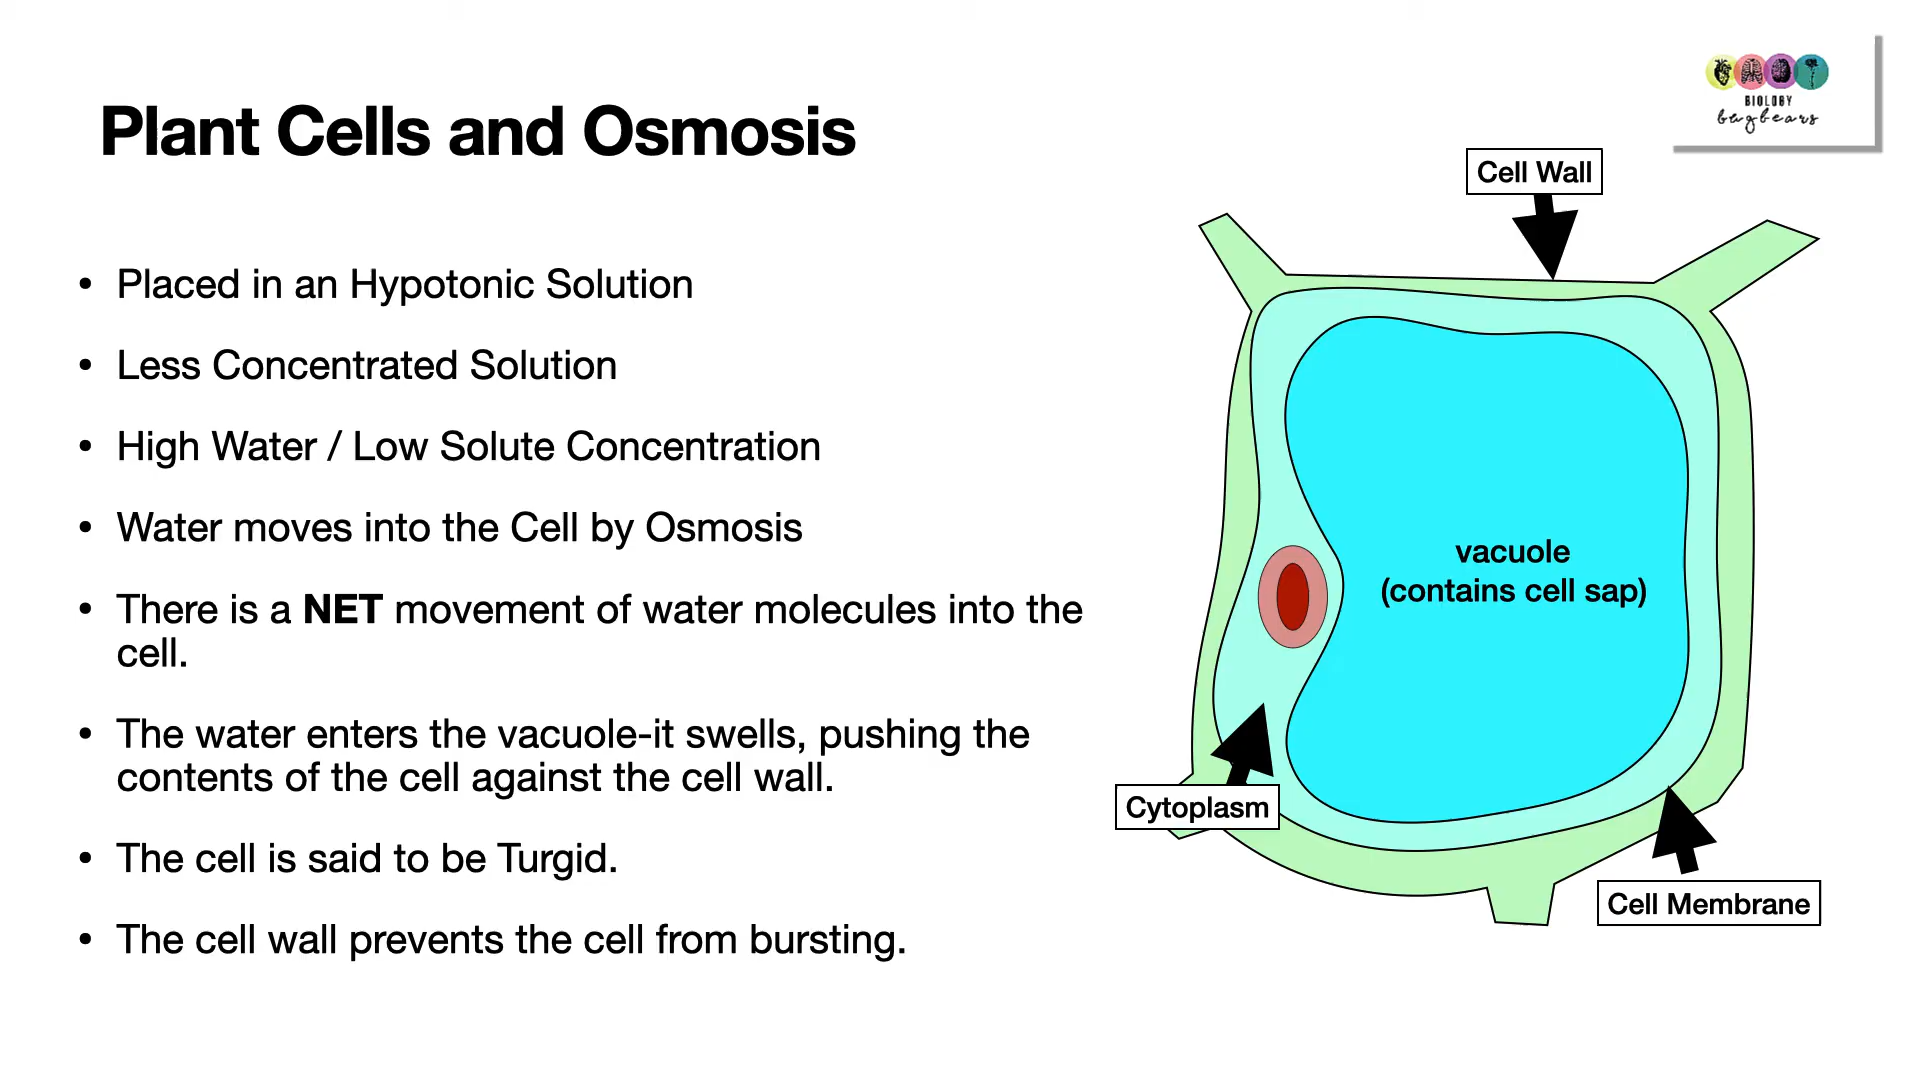 BIOLOBY
bugbears
Plant Cells and Osmosis
Cell Wall
• Placed in an Hypotonic Solution
• Less Concentrated Solution
• High Water / Low Solute Concentration
• Water moves into the Cell by Osmosis
• There is a NET movement of water molecules into the
cell.
• The water enters the vacuole-it swells, pushing the
contents of the cell against the cell wall.
• The cell is said to be Turgid.
• The cell wall prevents the cell from bursting.
vacuole
(contains cell sap)
Cytoplasm
Cell Membrane